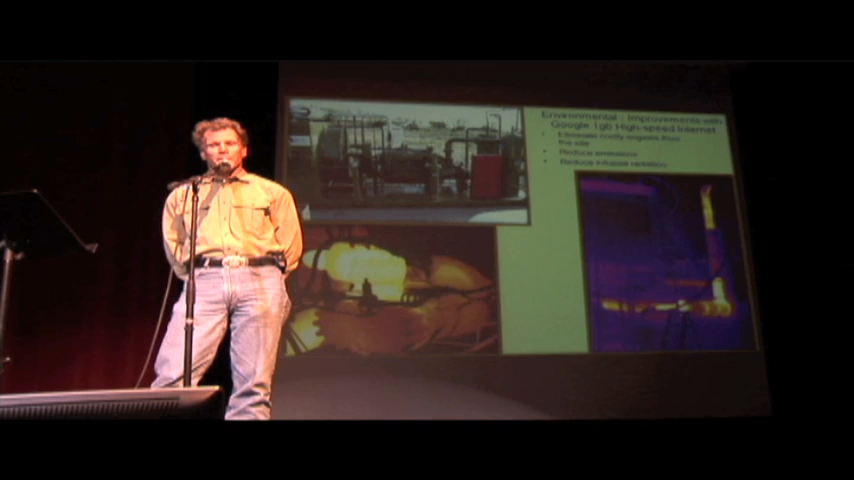 Environmental - Improvements with
Google 1gb High-speed Internet
• Eliminate costly engines from
the site
• Reduce emissions
• Reduce infrared radiation